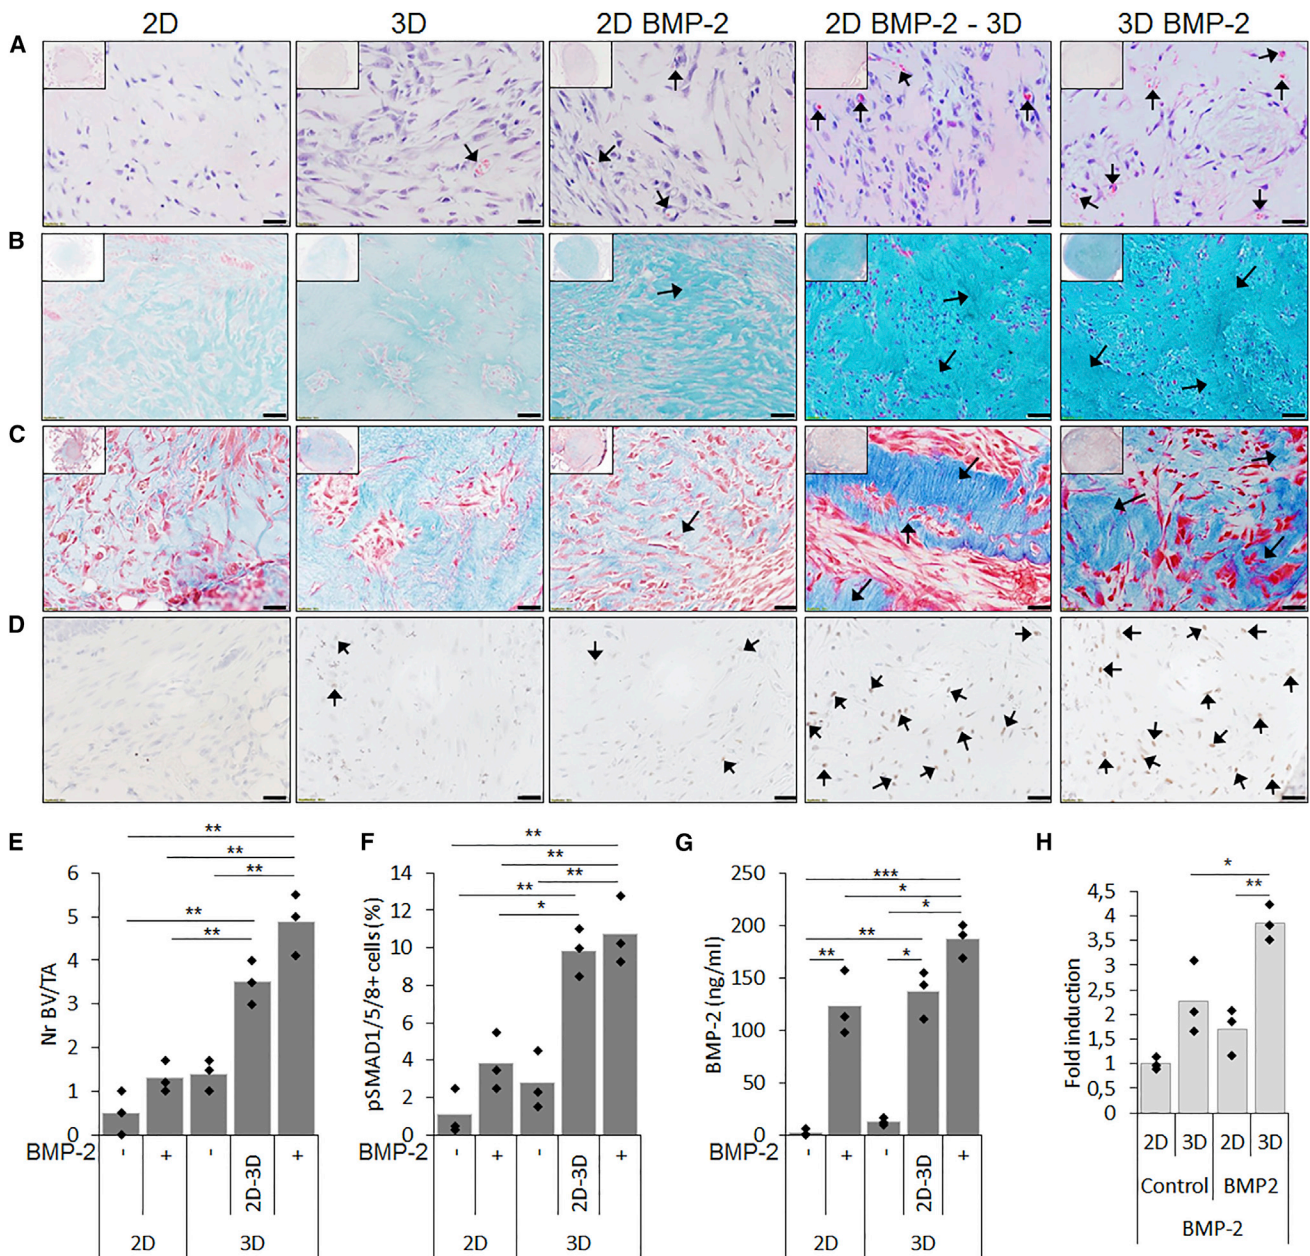 2D 3D 2D BMP-2 2D BMP-2 - 3D 3D BMP-2
A
B
C
D
E
** ** ** ** **
Nr BV/TA
6
5
4
3
2
1
0
BMP-2 - + - 2D-3D +
2D 3D
F
** ** ** ** *
pSMAD1/5/8+ cells (%)
14
12
10
8
6
4
2
0
BMP-2 - + - 2D-3D +
2D 3D
G
*** * * ** ** *
BMP-2 (ng/ml)
250
200
150
100
50
0
BMP-2 - + - 2D-3D +
2D 3D
H
* **
Fold induction
4,5
4
3,5
3
2,5
2
1,5
1
0,5
0
2D 3D 2D 3D
Control BMP2
BMP-2